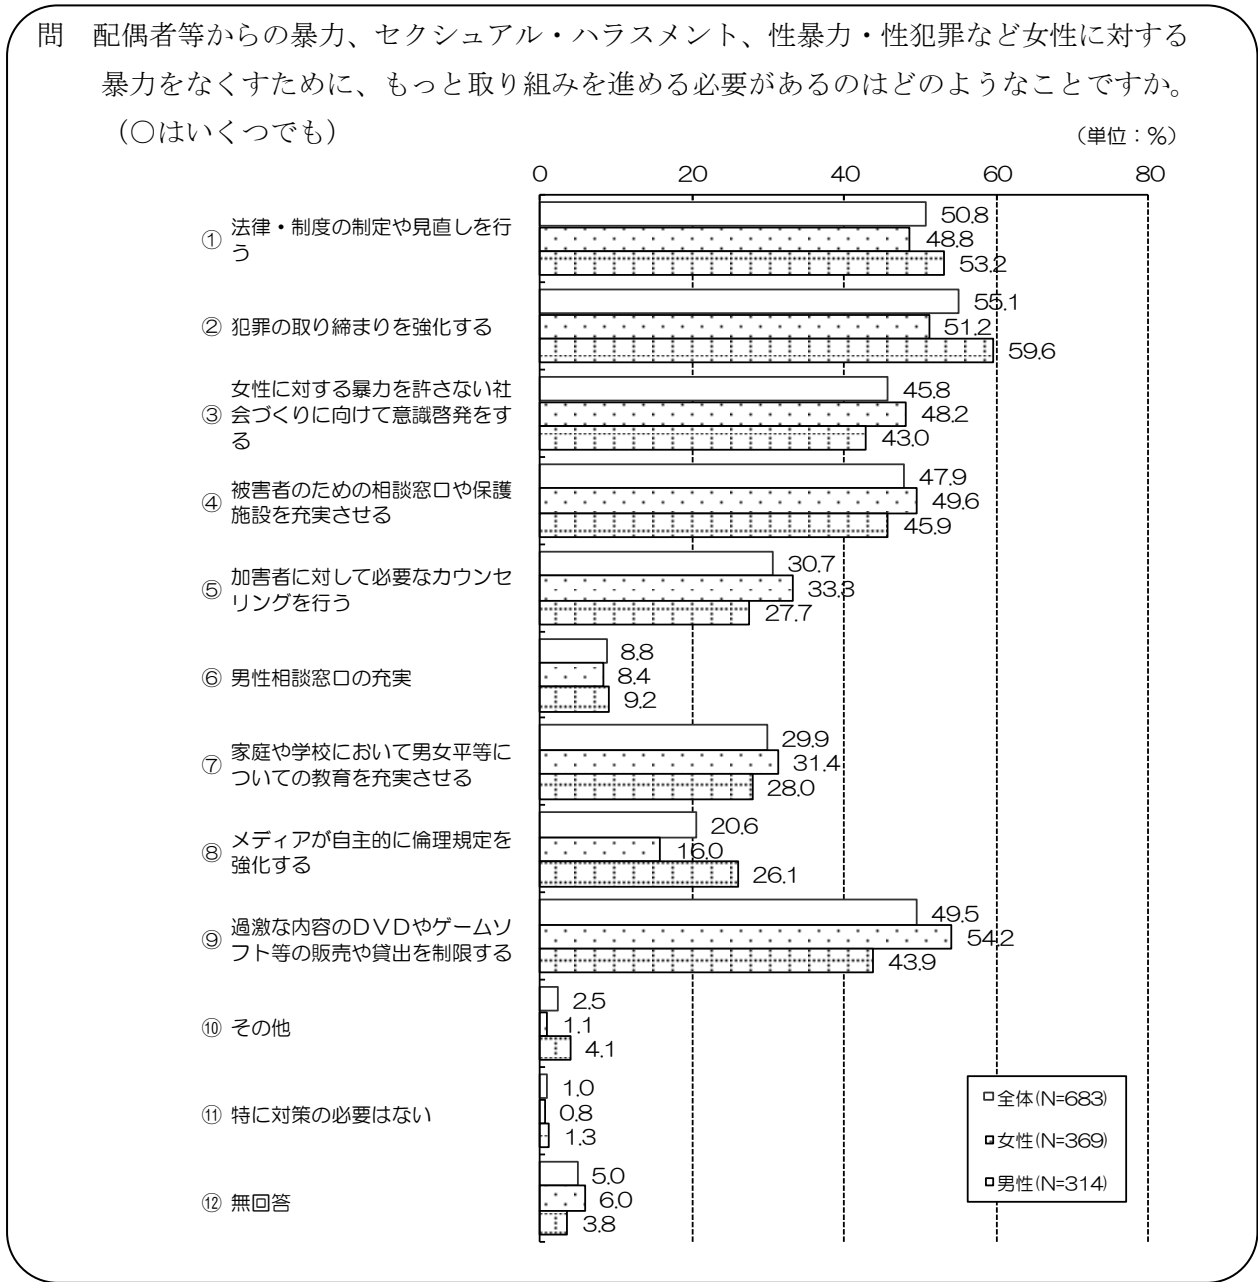 問 配偶者等からの暴力、セクシュアル・ハラスメント、性暴力・性犯罪など女性に対する
暴力をなくすために、もっと取り組みを進める必要があるのはどのようなことですか。
（○はいくつでも）
（単位：％）
0 20 40 60 80
① 法律・制度の制定や見直しを行
う
50.8
48.8
53.2
② 犯罪の取り締まりを強化する
55.1
51.2
59.6
女性に対する暴力を許さない社
③ 会づくりに向けて意識啓発をす
る
45.8
48.2
43.0
④ 被害者のための相談窓口や保護
施設を充実させる
47.9
49.6
45.9
⑤ 加害者に対して必要なカウンセ
リングを行う
30.7
33.3
27.7
⑥ 男性相談窓口の充実
8.8
8.4
9.2
⑦ 家庭や学校において男女平等に
ついての教育を充実させる
29.9
31.4
28.0
⑧ メディアが自主的に倫理規定を
強化する
20.6
16.0
26.1
⑨ 過激な内容のＤＶＤやゲームソ
フト等の販売や貸出を制限する
49.5
54.2
43.9
⑩ その他
2.5
1.1
4.1
⑪ 特に対策の必要はない
1.0
0.8
1.3
⑫ 無回答
5.0
6.0
3.8
全体(N=683)
女性(N=369)
男性(N=314)